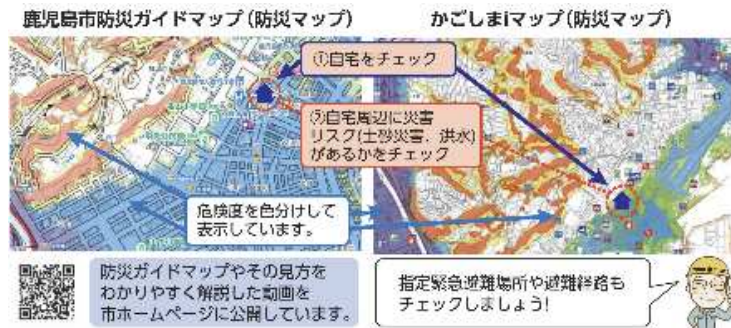 鹿児島市防災ガイドマップ（防災マップ）
かごしまiマップ（防災マップ）
①自宅をチェック
②自宅周辺に災害
リスク(土砂災害、洪水)
があるかをチェック
危険度を色分けして
表示しています。
防災ガイドマップやその見方を
わかりやすく解説した動画を
市ホームページに公開しています。
指定緊急避難場所や避難経路も
チェックしましょう!